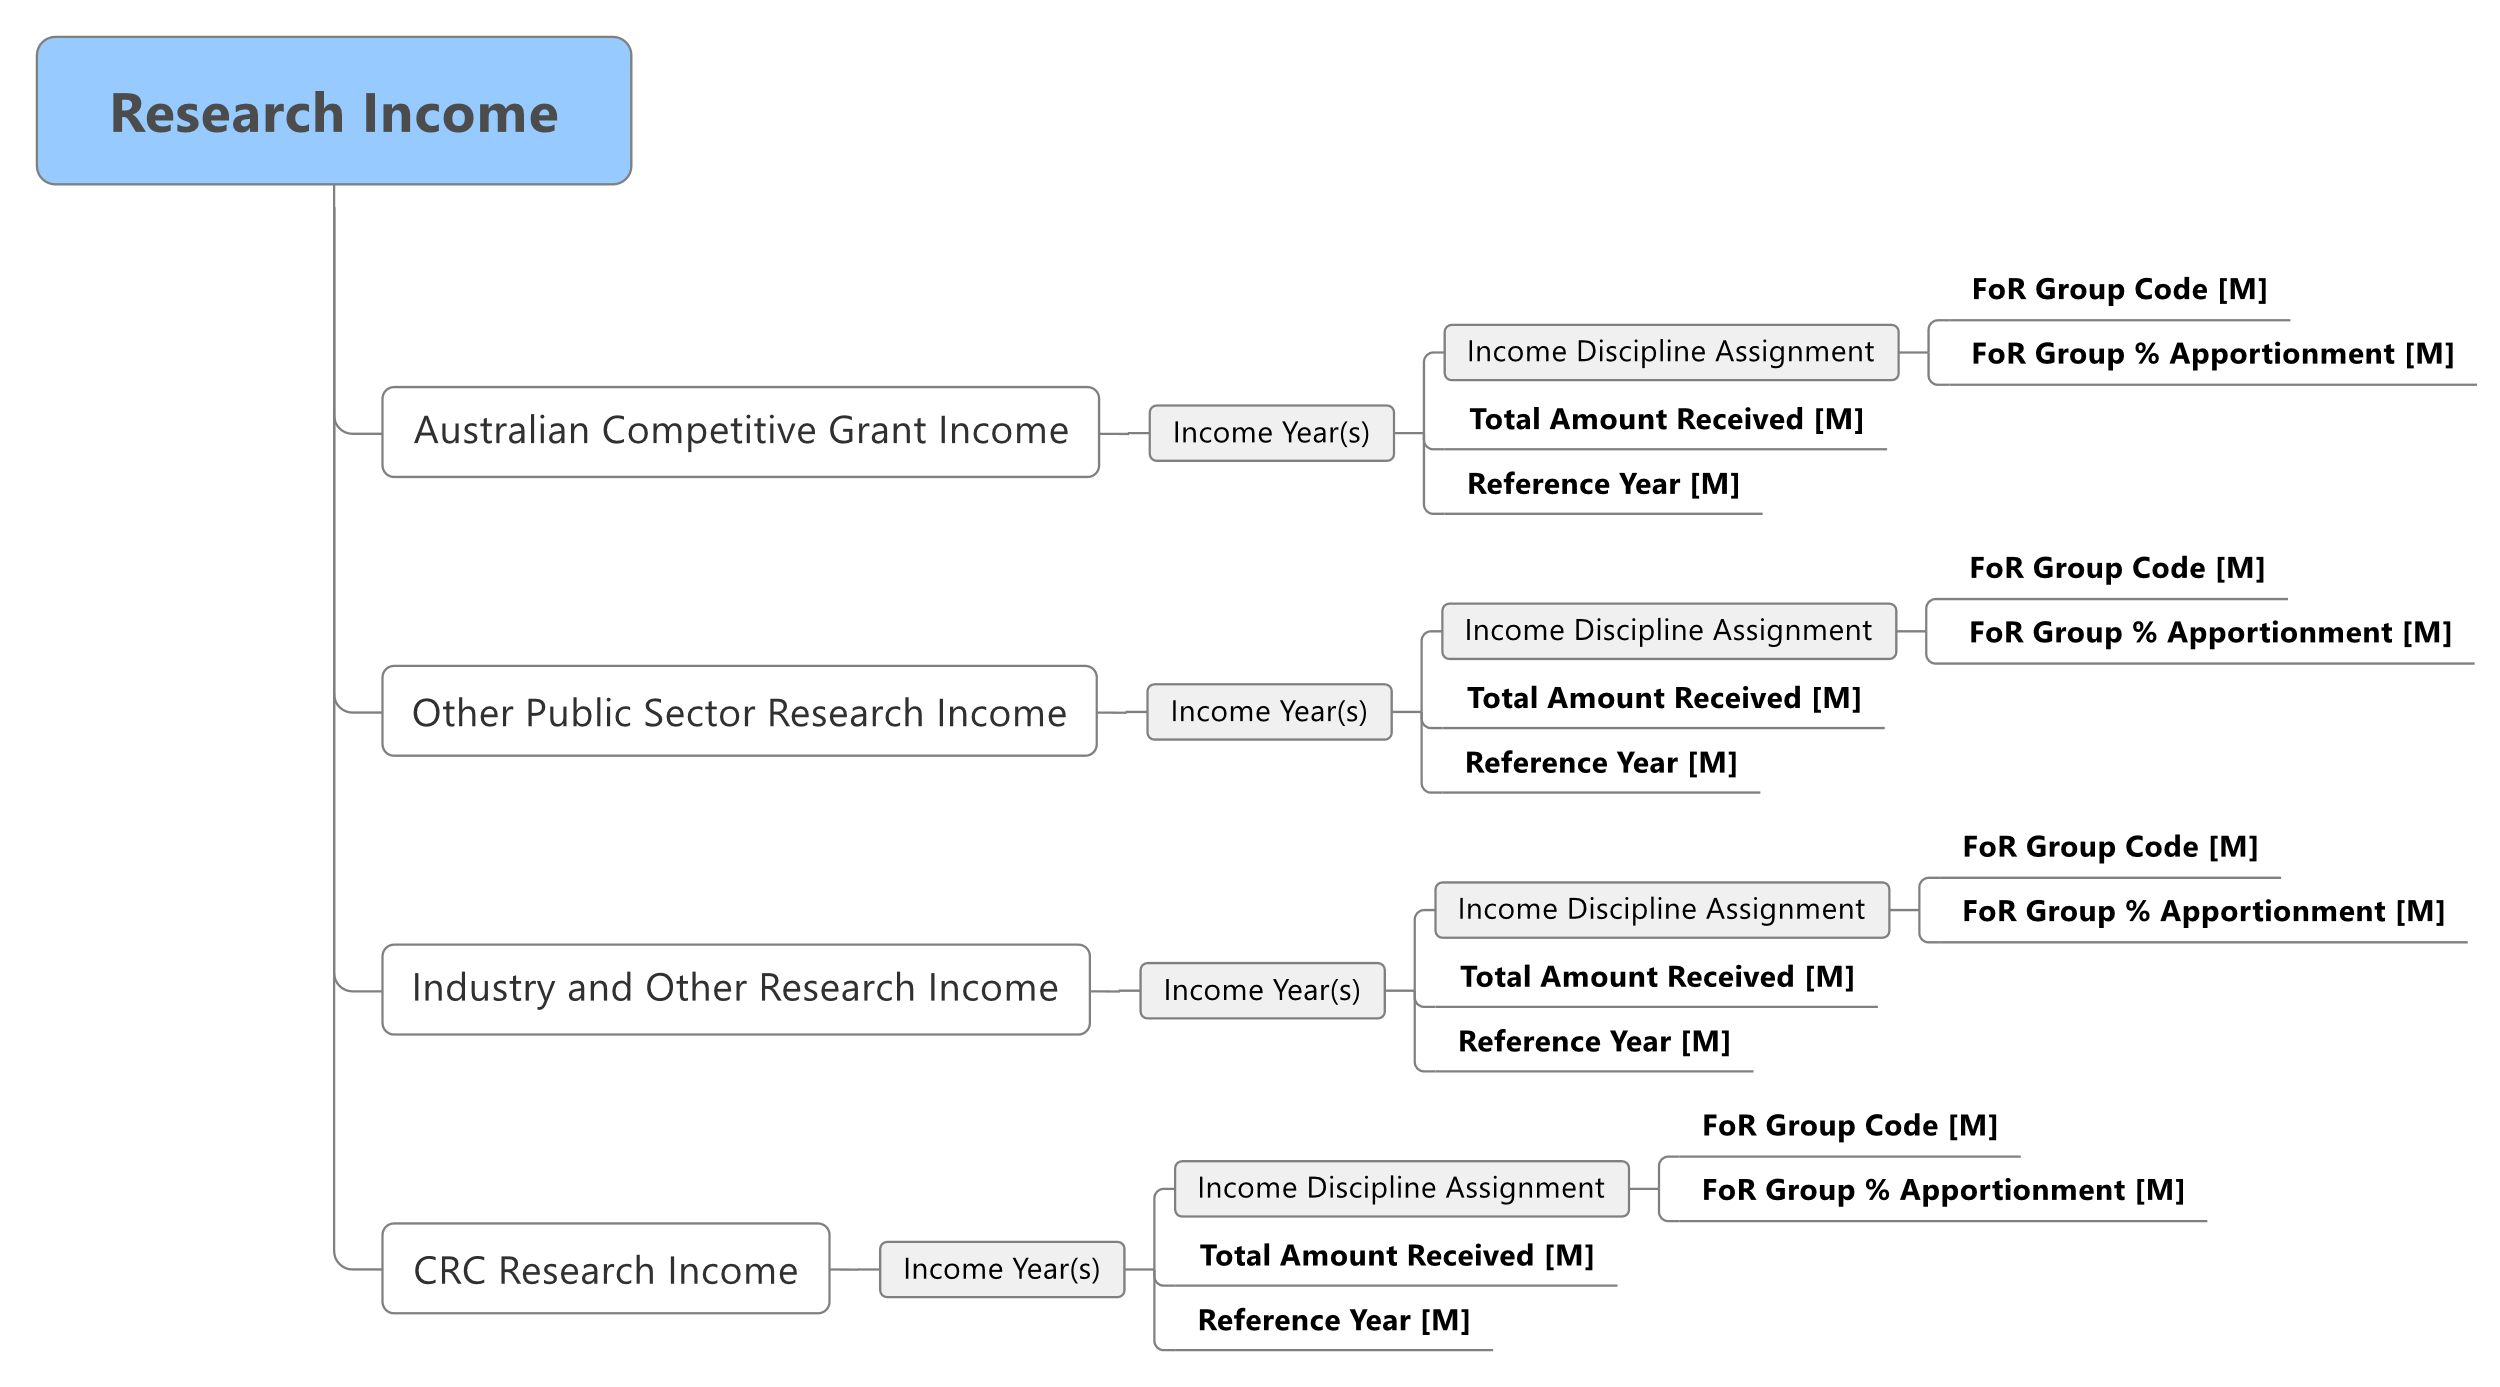 Research Income
Australian Competitive Grant Income
Income Year(s)
Income Discipline Assignment
FoR Group Code [M]
FoR Group % Apportionment [M]
Total Amount Received [M]
Reference Year [M]
Other Public Sector Research Income
Income Year(s)
Income Discipline Assignment
FoR Group Code [M]
FoR Group % Apportionment [M]
Total Amount Received [M]
Reference Year [M]
Industry and Other Research Income
Income Year(s)
Income Discipline Assignment
FoR Group Code [M]
FoR Group % Apportionment [M]
Total Amount Received [M]
Reference Year [M]
CRC Research Income
Income Year(s)
Income Discipline Assignment
FoR Group Code [M]
FoR Group % Apportionment [M]
Total Amount Received [M]
Reference Year [M]